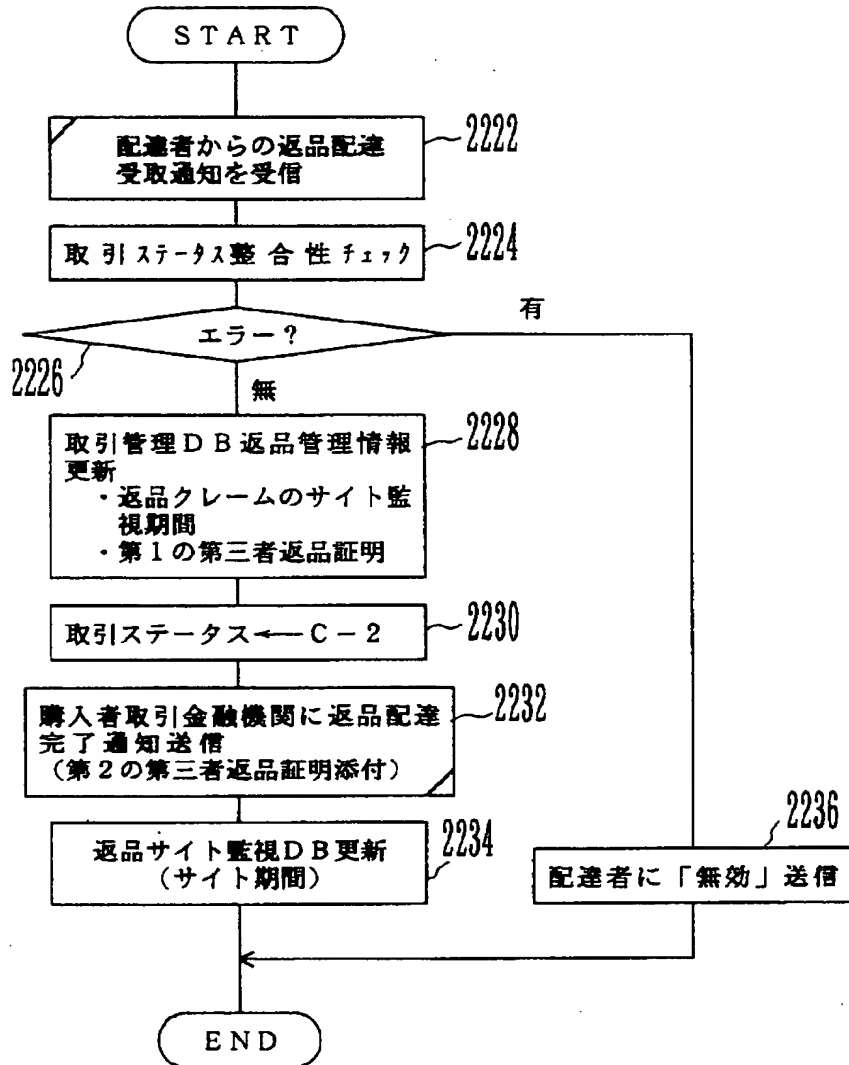 START
配達者からの返品配達
受取通知を受信
2222
取引ステータス整合性チェック
2224
エラー?
有
2226
無
取引管理DB返品管理情報
更新
・返品クレームのサイト監
視期間
・第1の第三者返品証明
2228
取引ステータス←C-2
2230
購入者取引金融機関に返品配達
完了通知送信
(第2の第三者返品証明添付)
2232
返品サイト監視DB更新
(サイト期間)
2234
2236
配達者に「無効」送信
END